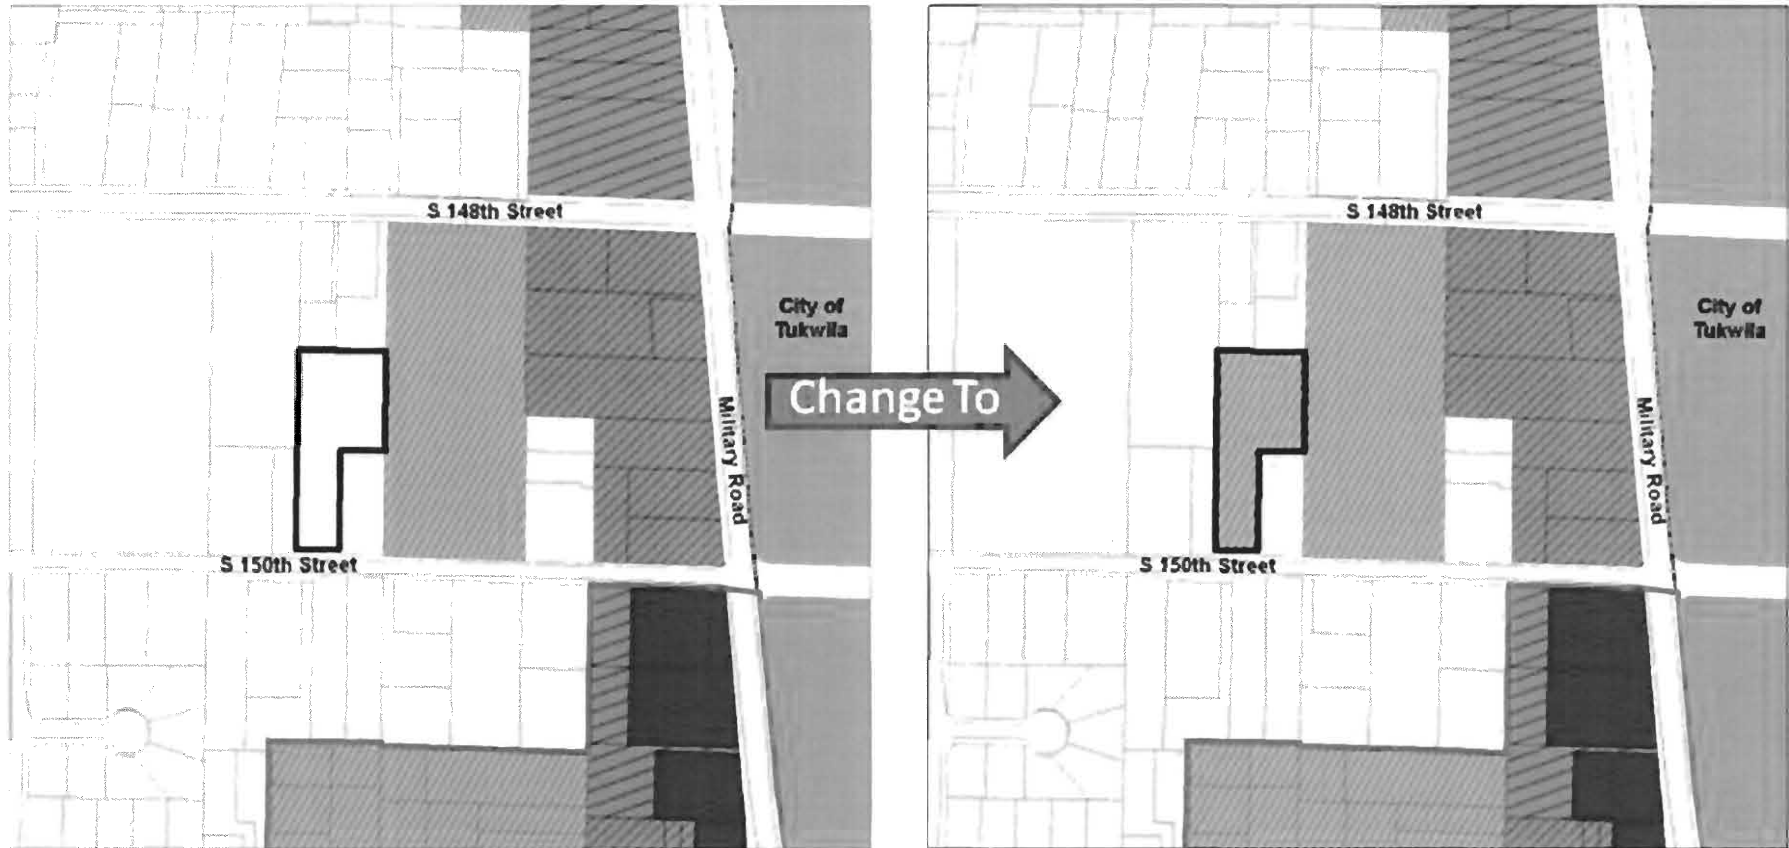 S 148th Street
City of
Tukwila
Military Road
S 150th Street
Change To
S 148th Street
City of
Tukwila
Military Road
S 150th Street